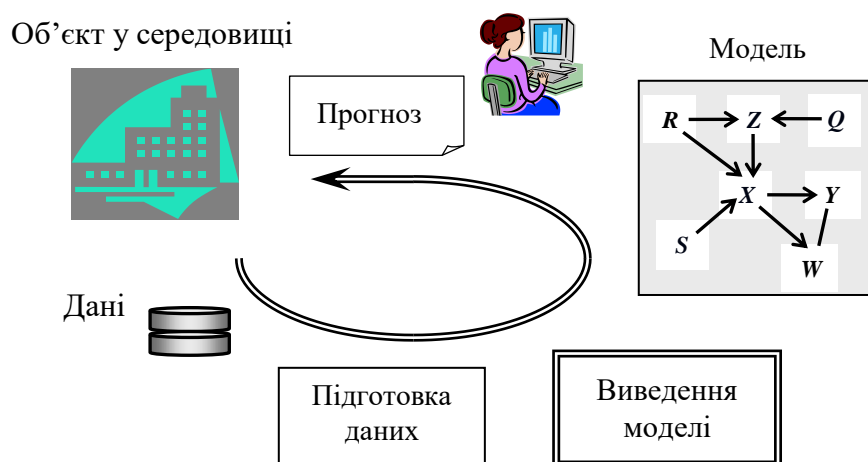 Об’єкт у середовищі
Модель
Прогноз
R Z Q
X Y
S
W
Дані
Підготовка
даних
Виведення
моделі